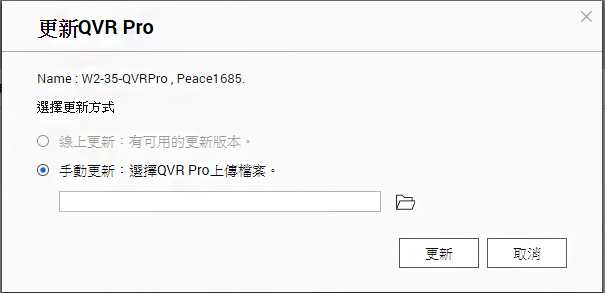 更新QVR Pro
Name : W2-35-QVRPro , Peace1685.
選擇更新方式
線上更新：有可用的更新版本。
手動更新：選擇QVR Pro上傳檔案。
更新
取消